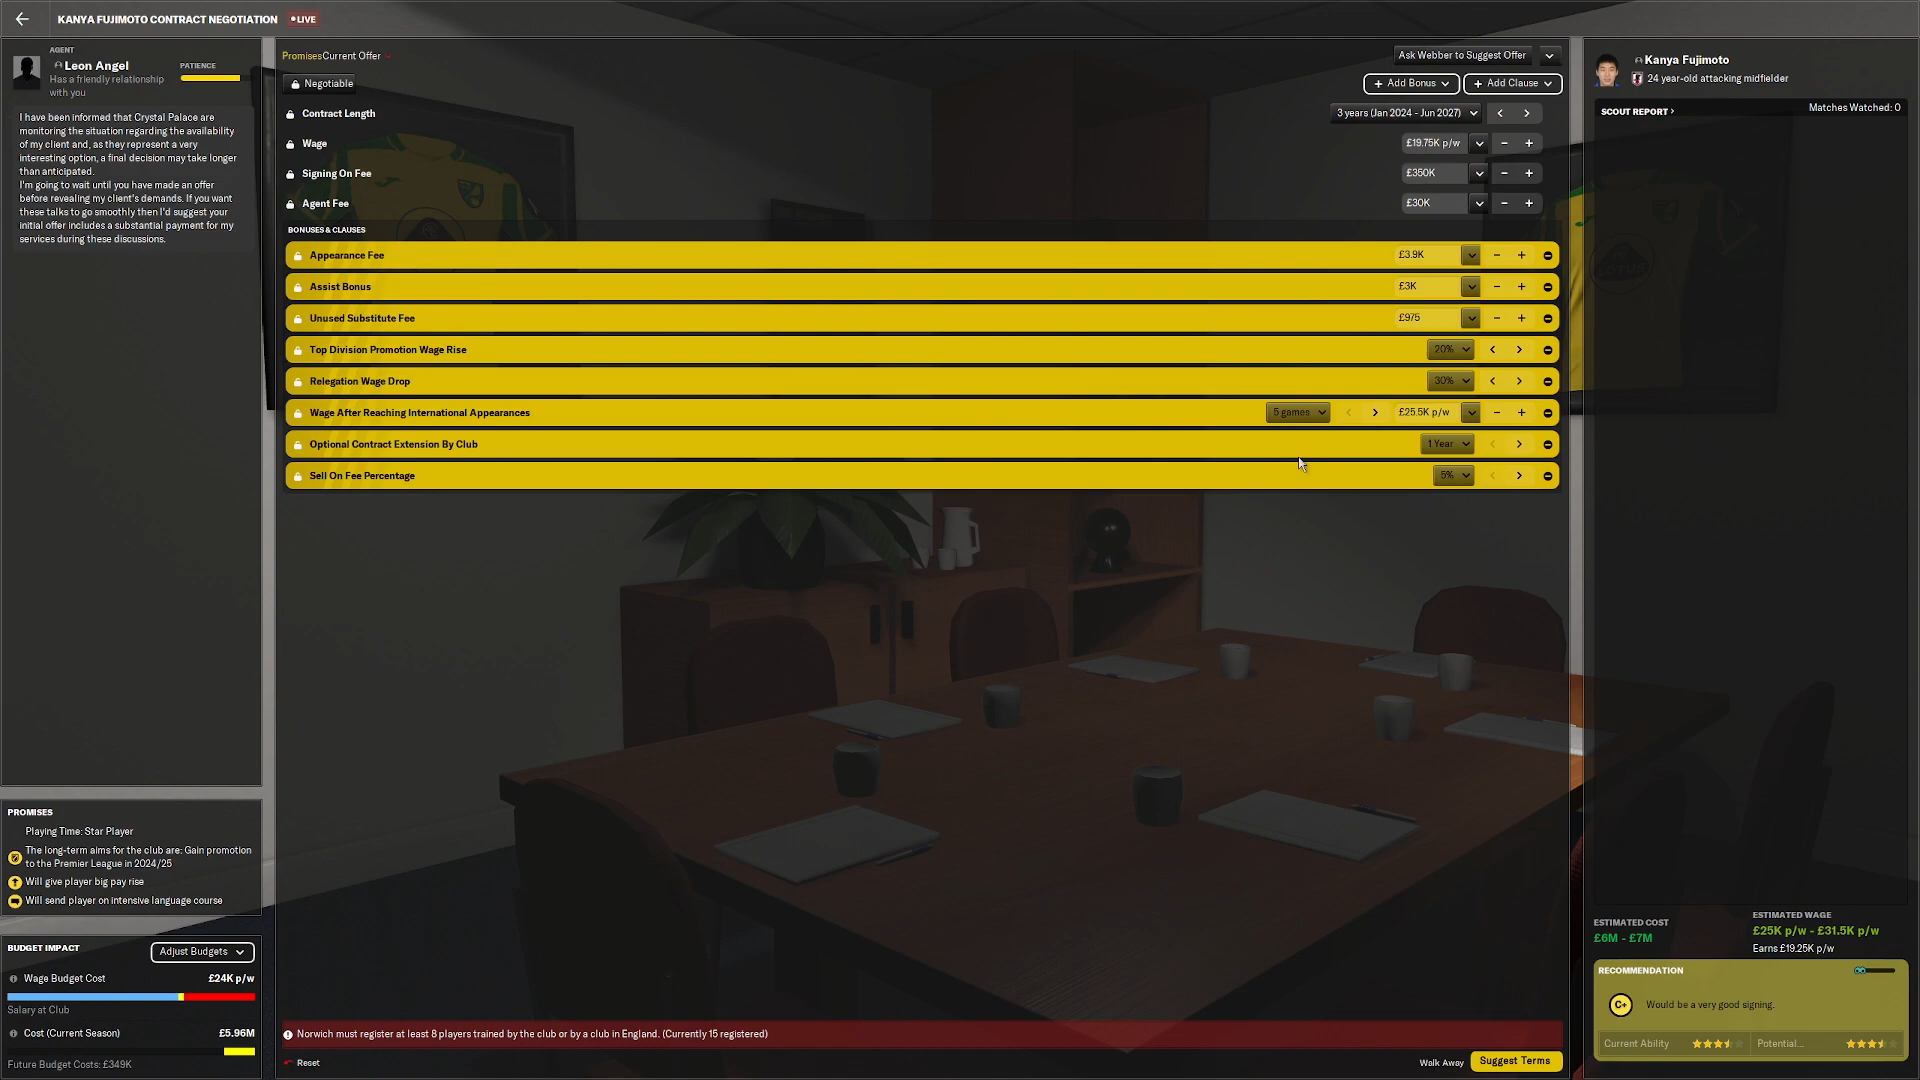 KANYA FUJIMOTO CONTRACT NEGOTIATION
LIVE
AGENT
Leon Angel
Has a friendly relationship
with you
PATIENCE
I have been informed that Crystal Palace are
monitoring the situation regarding the availability
of my client and, as they represent a very
interesting option, a final decision may take longer
than anticipated.
I'm going to wait until you have made an offer
before revealing my client's demands. If you want
these talks to go smoothly then I'd suggest your
initial offer includes a substantial payment for my
services during these discussions.
PROMISES
Playing Time: Star Player
The long-term aims for the club are: Gain promotion
to the Premier League in 2024/25
Will give player big pay rise
Will send player on intensive language course
BUDGET IMPACT
Adjust Budgets
Wage Budget Cost £24K p/w
Salary at Club
Cost (Current Season) £5.96M
Future Budget Costs: £349K
Promises Current Offer
Ask Webber to Suggest Offer
Negotiable
+ Add Bonus
+ Add Clause
Contract Length 3 years (Jan 2024 - Jun 2027)
Wage £19.75K p/w
Signing On Fee £350K
Agent Fee £30K
BONUSES & CLAUSES
Appearance Fee £3.9K
Assist Bonus £3K
Unused Substitute Fee £975
Top Division Promotion Wage Rise 20%
Relegation Wage Drop 30%
Wage After Reaching International Appearances 5 games £25.5K p/w
Optional Contract Extension By Club 1 Year
Sell On Fee Percentage 5%
LOTUS
Norwich must register at least 8 players trained by the club or by a club in England. (Currently 15 registered)
Reset
Walk Away
Suggest Terms
Kanya Fujimoto
24 year-old attacking midfielder
SCOUT REPORT >
Matches Watched: 0
ESTIMATED COST
£6M - £7M
ESTIMATED WAGE
£25K p/w - £31.5K p/w
Earns £19.25K p/w
RECOMMENDATION
C+
Would be a very good signing.
Current Ability
Potential...